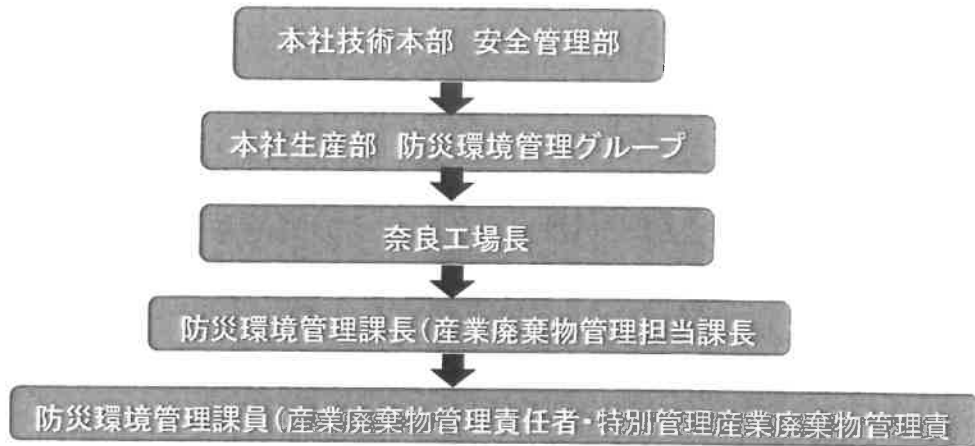 本社技術本部 安全管理部
本社生産部 防災環境管理グループ
奈良工場長
防災環境管理課長(産業廃棄物管理担当課長
防災環境管理課員(産業廃棄物管理責任者・特別管理産業廃棄物管理責